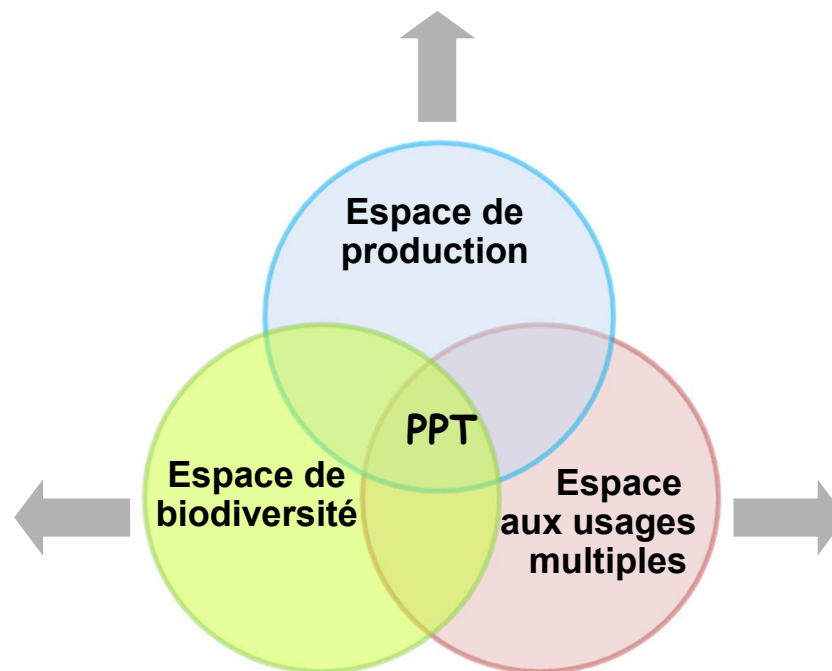 Espace de
production
PPT
Espace de
biodiversité
Espace
aux usages
multiples